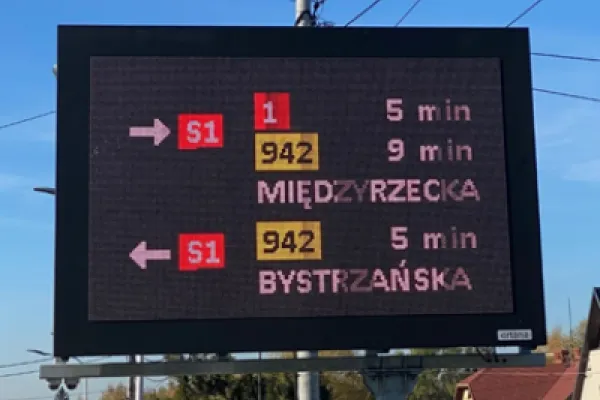 → S1 1 5 min
942 9 min
MIĘDZYRZECKA
← S1 942 5 min
BYSTRZAŃSKA